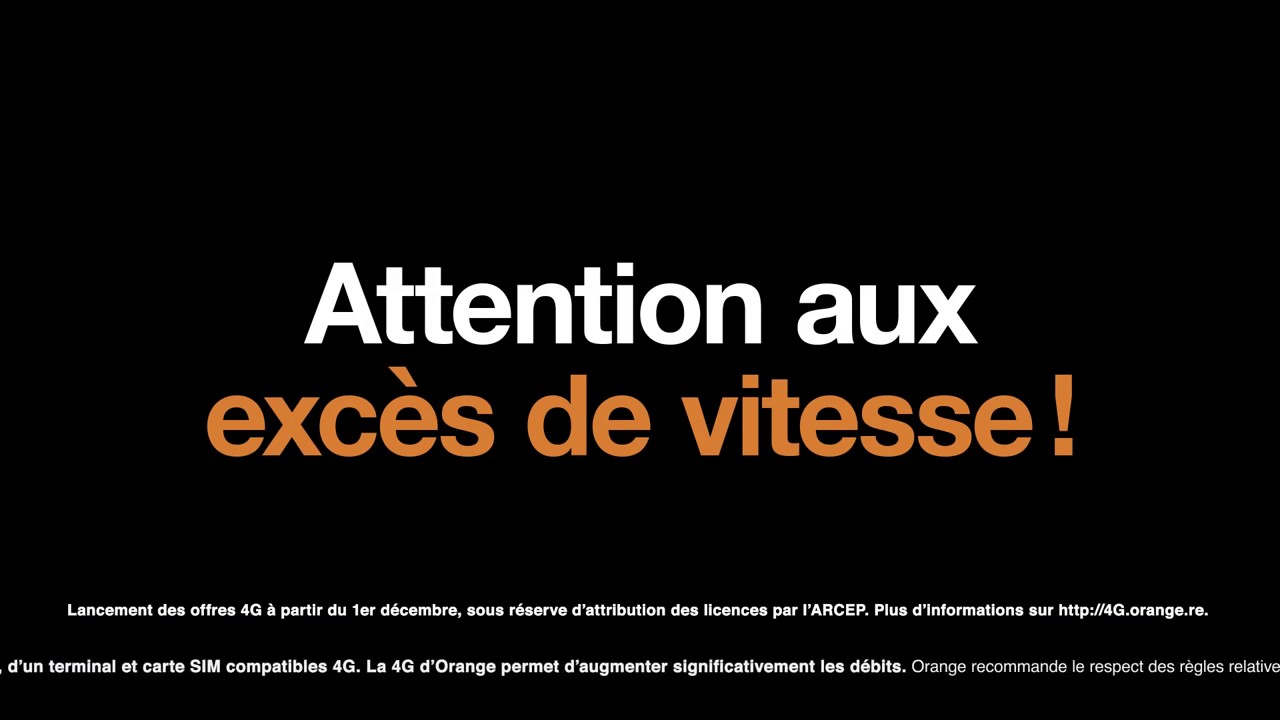 Attention aux
excès de vitesse !
Lancement des offres 4G à partir du 1er décembre, sous réserve d'attribution des licences par l'ARCEP. Plus d'informations sur http://4G.orange.re.
, d'un terminal et carte SIM compatibles 4G. La 4G d'Orange permet d'augmenter significativement les débits. Orange recommande le respect des règles relative